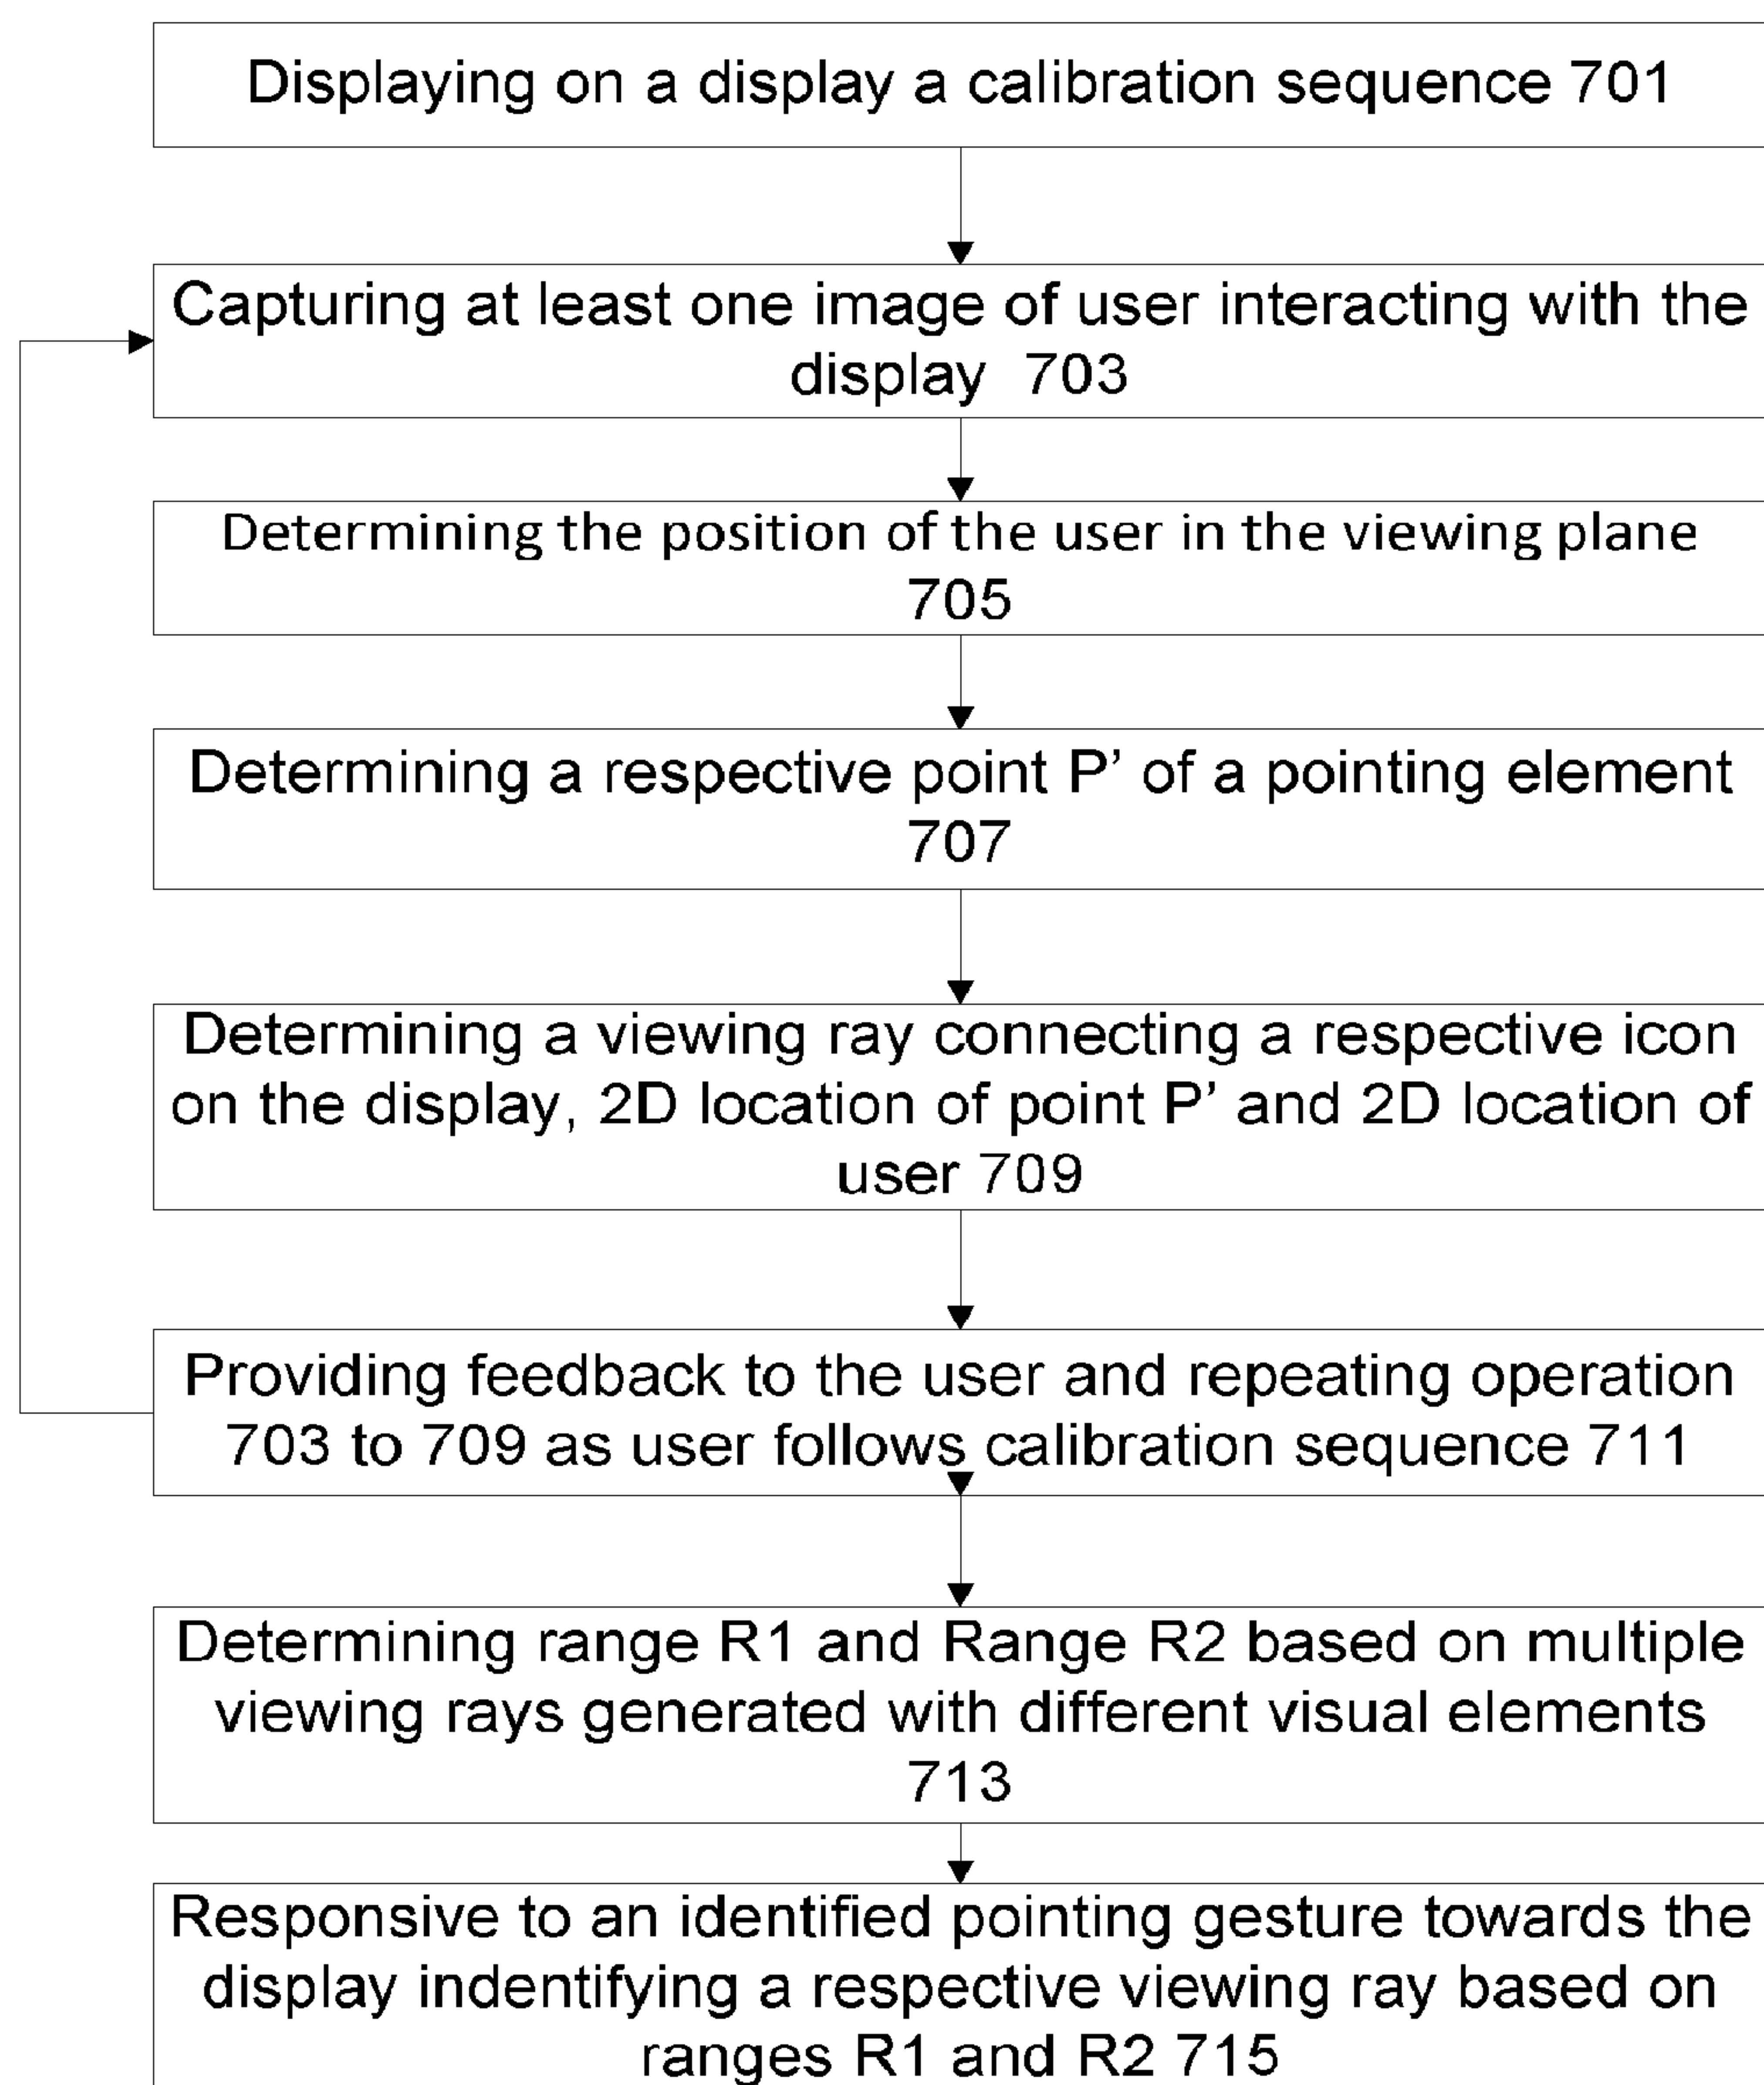 Displaying on a display a calibration sequence 701
Capturing at least one image of user interacting with the
display 703
Determining the position of the user in the viewing plane
705
Determining a respective point P’ of a pointing element
707
Determining a viewing ray connecting a respective icon
on the display, 2D location of point P’ and 2D location of
user 709
Providing feedback to the user and repeating operation
703 to 709 as user follows calibration sequence 711
Determining range R1 and Range R2 based on multiple
viewing rays generated with different visual elements
713
Responsive to an identified pointing gesture towards the
display indentifying a respective viewing ray based on
ranges R1 and R2 715